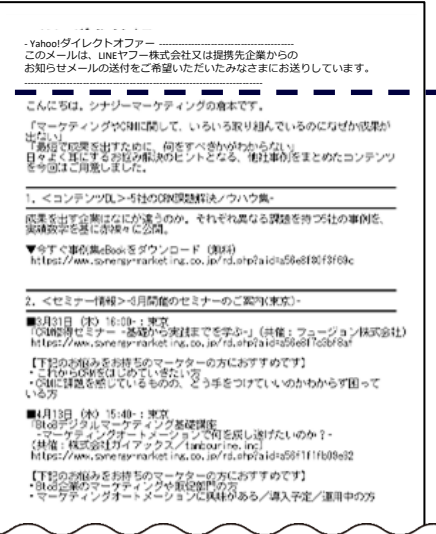 - Yahoo!ダイレクトオファー ------------------------------------------
このメールは、LINEヤフー株式会社又は提携先企業からの
お知らせメールの送付をご希望いただいたみなさまにお送りしています。
こんにちは、シナジーマーケティングの倉本です。
「マーケティングやCRMに関して、いろいろ取り組んでいるのになぜか成果が
出ない」
「最短で成果を出すために、何をすべきかがわからない」
日々よく耳にするお悩み解決のヒントとなる、他社事例をまとめたコンテンツ
を今回はご用意しました。
1．＜コンテンツDL＞-5社のCRM課題解決ノウハウ集-
成果を出す企業はなにが違うのか。それぞれ異なる課題を持つ5社の事例を、
実績数字を基に赤裸々に公開。
▼今すぐ事例集eBookをダウンロード（無料）
https://www.synergy-marketing.co.jp/rd.php?aid=a56e8f80f3f69c
2．＜セミナー情報＞-3月開催のセミナーのご案内(東京)-
■3月31日（木）16:00-：東京
「CRM習得セミナー -基礎から実践までを学ぶ-」（共催：フュージョン株式会社）
https://www.synergy-marketing.co.jp/rd.php?aid=a56e8f7c3bf8af
【下記のお悩みをお持ちのマーケターの方におすすめです】
・これからCRMをはじめていきたい方
・CRMに課題を感じているものの、どう手をつけていいのかわからず困って
いる方
■4月13日（水）15:40-：東京
「BtoBデジタルマーケティング基礎講座
-マーケティングオートメーションで何を成し遂げたいのか？-
（共催：株式会社ガイアックス／tambourine,inc）
https://www.synergy-marketing.co.jp/rd.php?aid=a56f1f1fb08e32
【下記のお悩みをお持ちのマーケターの方におすすめです】
・BtoB企業のマーケティングや販促部門の方
・マーケティングオートメーションに興味がある／導入予定／運用中の方